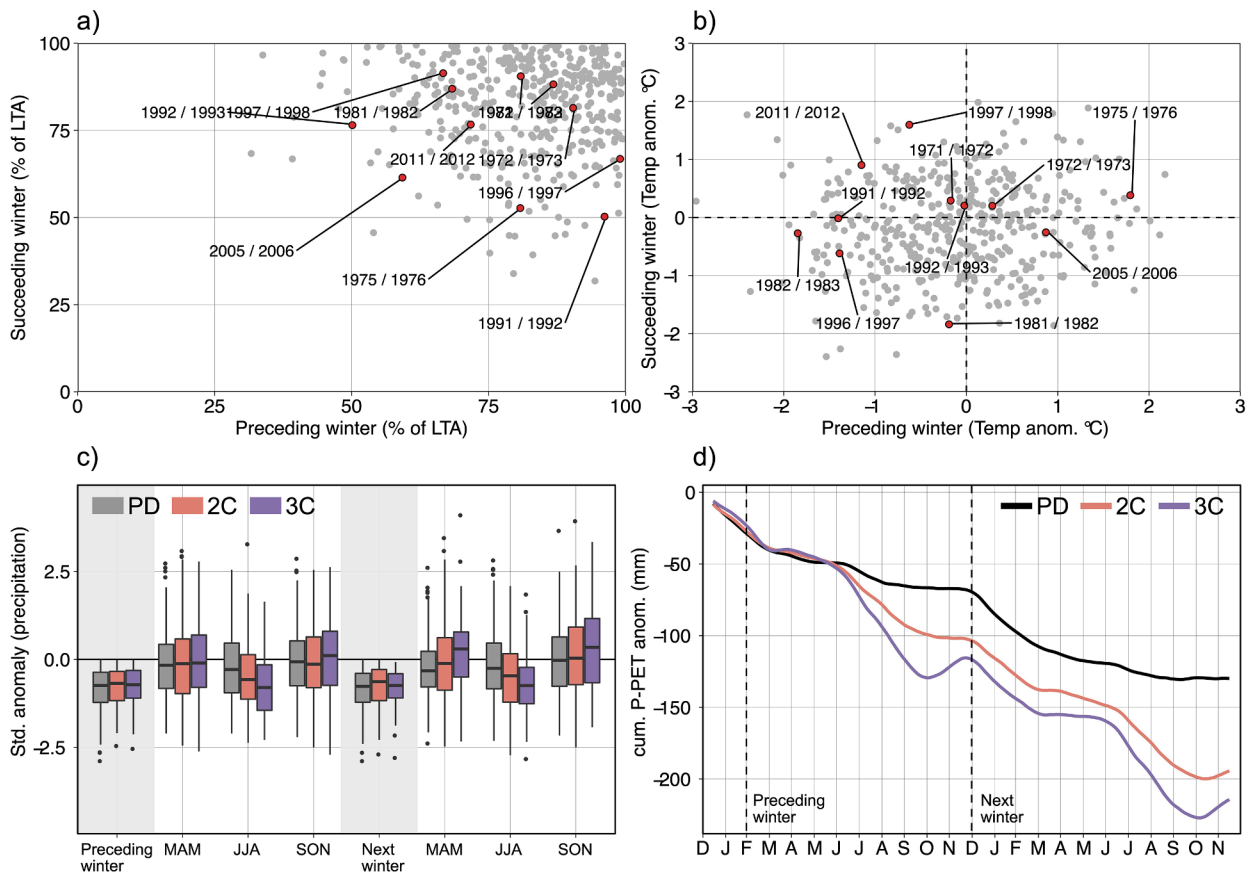 a)
100
75
50
25
0
Succeeding winter (% of LTA)
1992 / 1993
1997 / 1998
1981 / 1982
1972 / 1973
2011 / 2012
1996 / 1997
2005 / 2006
1975 / 1976
1991 / 1992
0 25 50 75 100
Preceding winter (% of LTA)
b)
3
2
1
0
−1
−2
−3
Succeeding winter (Temp anom. °C)
2011 / 2012
1997 / 1998
1975 / 1976
1971 / 1972
1972 / 1973
1991 / 1992
1992 / 1993
2005 / 2006
1982 / 1983
1996 / 1997
1981 / 1982
−3 −2 −1 0 1 2 3
Preceding winter (Temp anom. °C)
c)
PD 2C 3C
2.5
0.0
−2.5
Std. anomaly (precipitation)
Preceding
winter
MAM JJA SON
Next
winter
MAM JJA SON
d)
PD 2C 3C
0
−50
−100
−150
−200
cum. P-PET anom. (mm)
Preceding
winter
Next
winter
D J F M A M J J A S O N D J F M A M J J A S O N